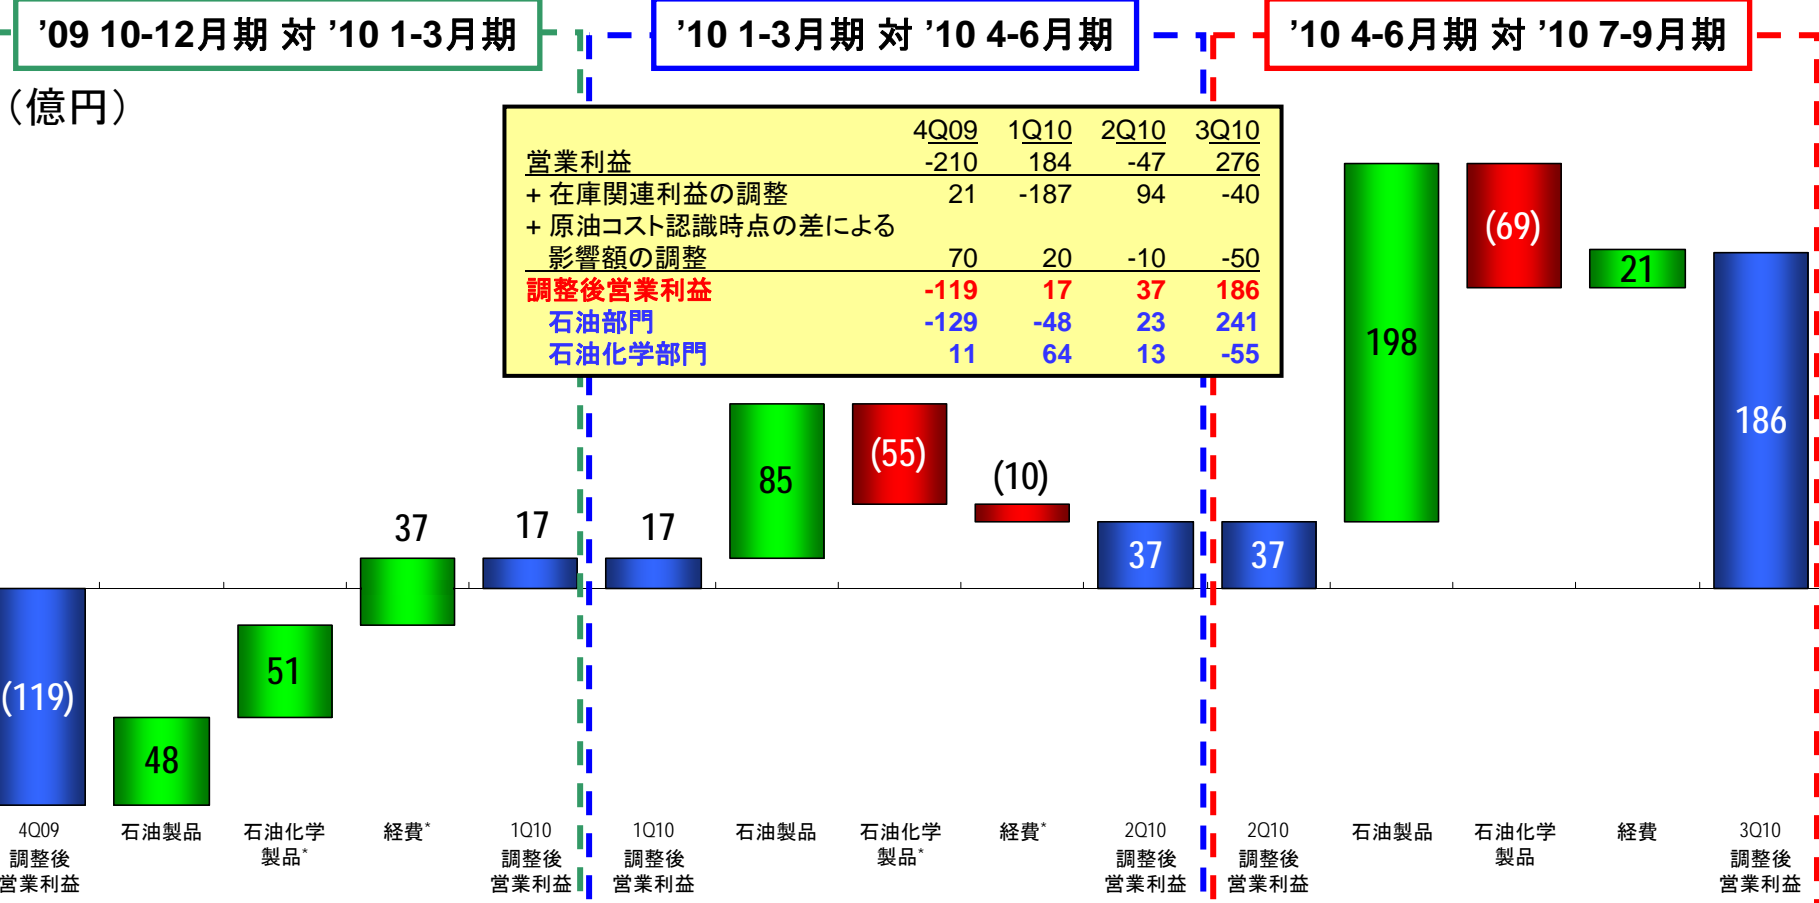 ’09 10-12月期 対 ’10 1-3月期
’10 1-3月期 対 ’10 4-6月期
’10 4-6月期 対 ’10 7-9月期
（億円）
4Q09 1Q10 2Q10 3Q10
営業利益 -210 184 -47 276
+ 在庫関連利益の調整 21 -187 94 -40
+ 原油コスト認識時点の差による
影響額の調整 70 20 -10 -50
調整後営業利益 -119 17 37 186
石油部門 -129 -48 23 241
石油化学部門 11 64 13 -55
(119)
48
51
37
17
17
85
(55)
(10)
37
37
198
(69)
21
186
4Q09
調整後
営業利益
石油製品
石油化学
製品*
経費*
1Q10
調整後
営業利益
1Q10
調整後
営業利益
石油製品
石油化学
製品*
経費*
2Q10
調整後
営業利益
2Q10
調整後
営業利益
石油製品
石油化学
製品
経費
3Q10
調整後
営業利益